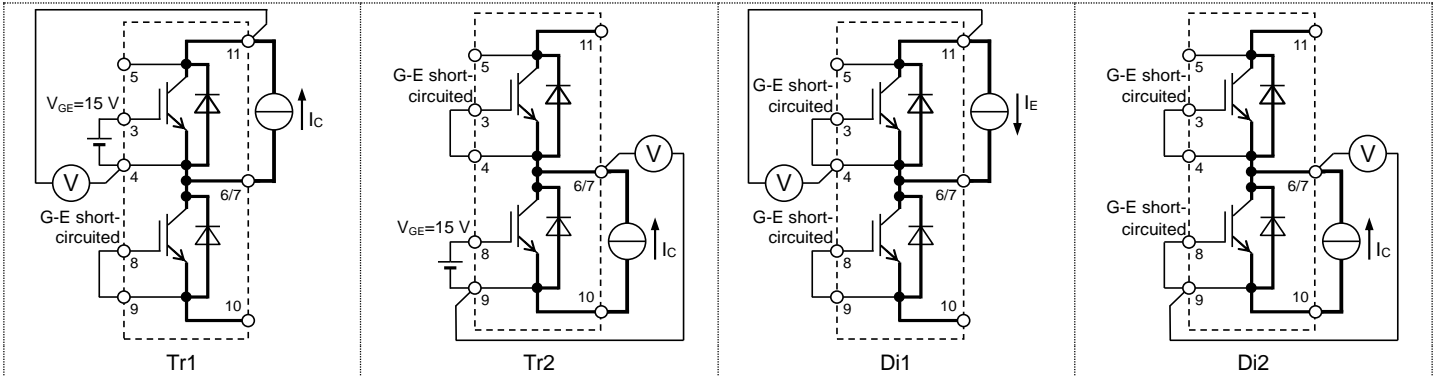 11
5
V_GE=15 V
I_C
3
4
V
6/7
G-E short-
circuited
8
9
10
Tr1
11
5
G-E short-
circuited
3
4
V
6/7
V_GE=15 V
8
I_C
9
10
Tr2
11
5
G-E short-
circuited
I_E
3
4
V
6/7
G-E short-
circuited
8
9
10
Di1
11
5
G-E short-
circuited
3
4
V
6/7
G-E short-
circuited
8
I_C
9
10
Di2